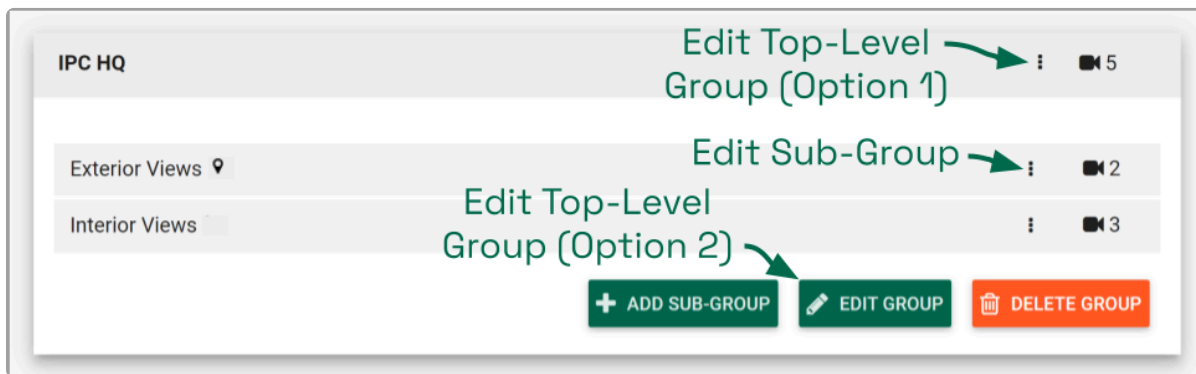 IPC HQ
Edit Top-Level
Group (Option 1)
5
Exterior Views
Edit Sub-Group
2
Interior Views
Edit Top-Level
Group (Option 2)
3
ADD SUB-GROUP
EDIT GROUP
DELETE GROUP